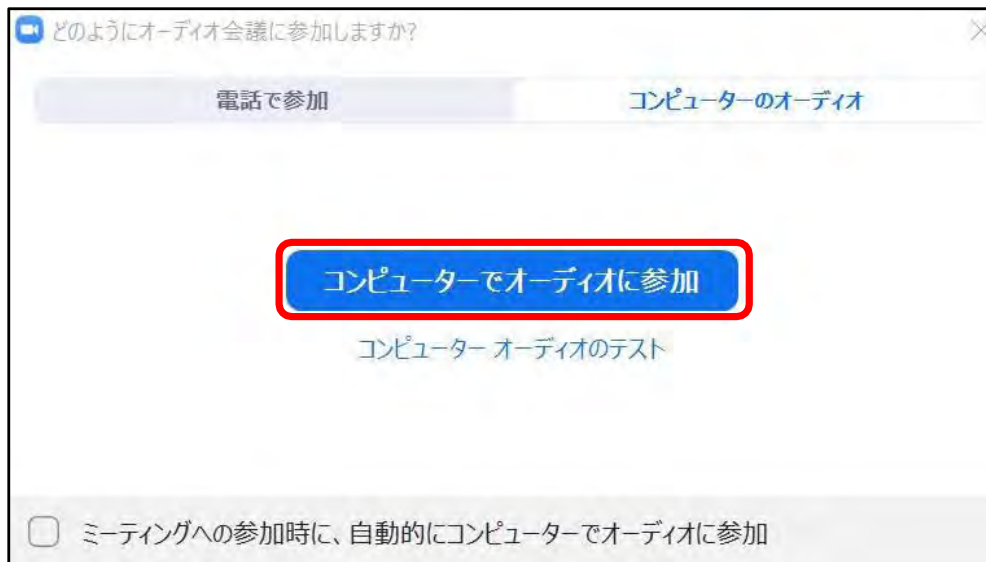 どのようにオーディオ会議に参加しますか?
電話で参加
コンピューターのオーディオ
コンピューターでオーディオに参加
コンピューター オーディオのテスト
ミーティングへの参加時に、自動的にコンピューターでオーディオに参加